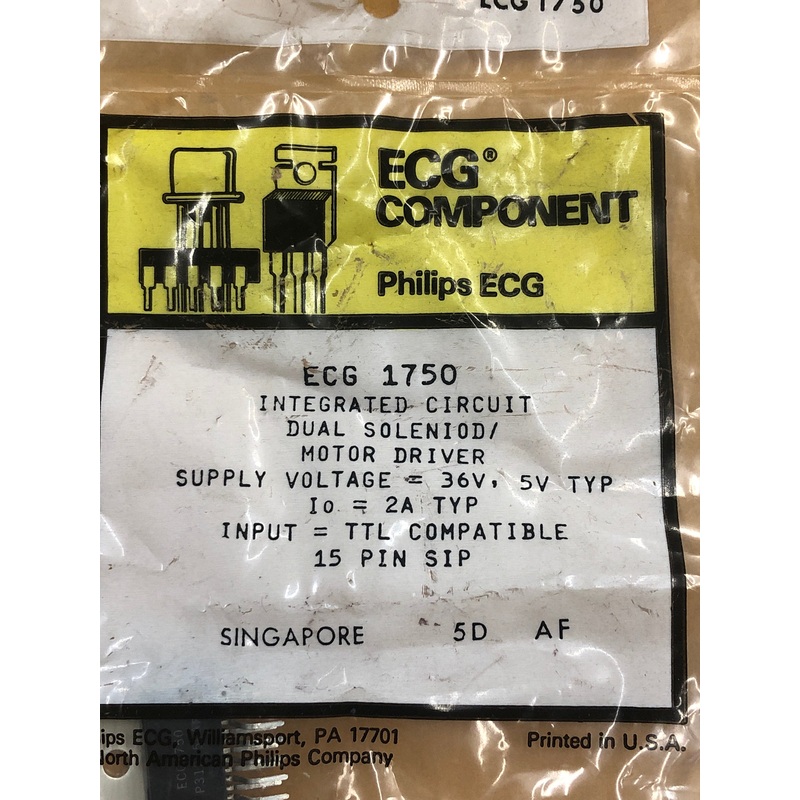 ECG 1750
ECG® COMPONENT
Philips ECG
ECG 1750
INTEGRATED CIRCUIT
DUAL SOLENIOD/
MOTOR DRIVER
SUPPLY VOLTAGE = 36V, 5V TYP
Io = 2A TYP
INPUT = TTL COMPATIBLE
15 PIN SIP
SINGAPORE 5D AF
ips ECG, Williamsport, PA 17701
North American Philips Company
Printed in U.S.A.